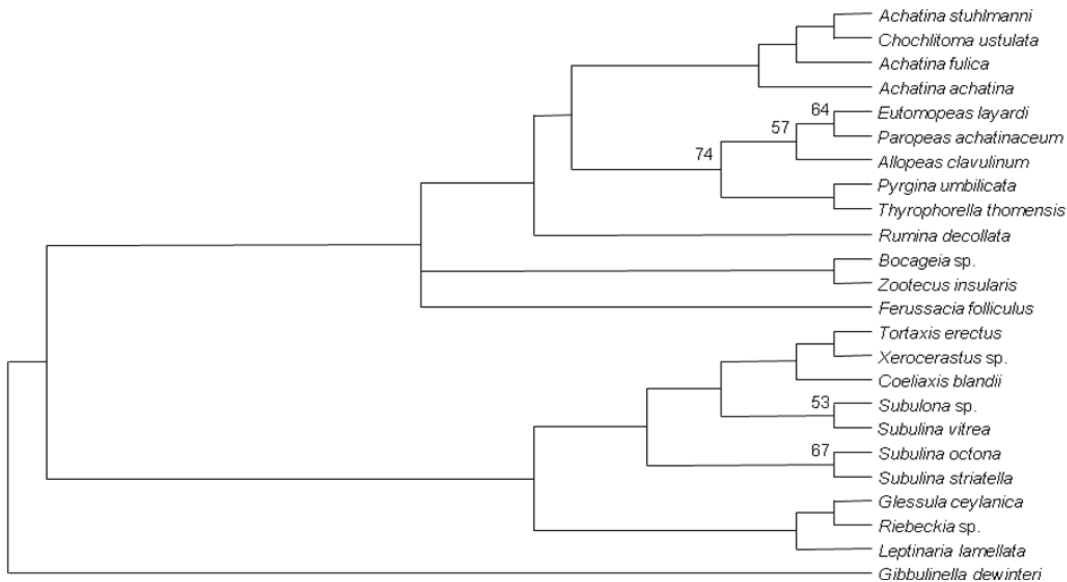 Achatina stuhlmanni
Chochlitoma ustulata
Achatina fulica
Achatina achatina
64
Eutomopeas layardi
57
Paropeas achatinaceum
74
Allopeas clavulinum
Pyrgina umbilicata
Thyrophorella thomensis
Rumina decollata
Bocageia sp.
Zootecus insularis
Ferussacia folliculus
Tortaxis erectus
Xerocerastus sp.
Coeliaxis blandii
53
Subulona sp.
Subulina vitrea
67
Subulina octona
Subulina striatella
Glessula ceylanica
Riebeckia sp.
Leptinaria lamellata
Gibbulinella dewinteri